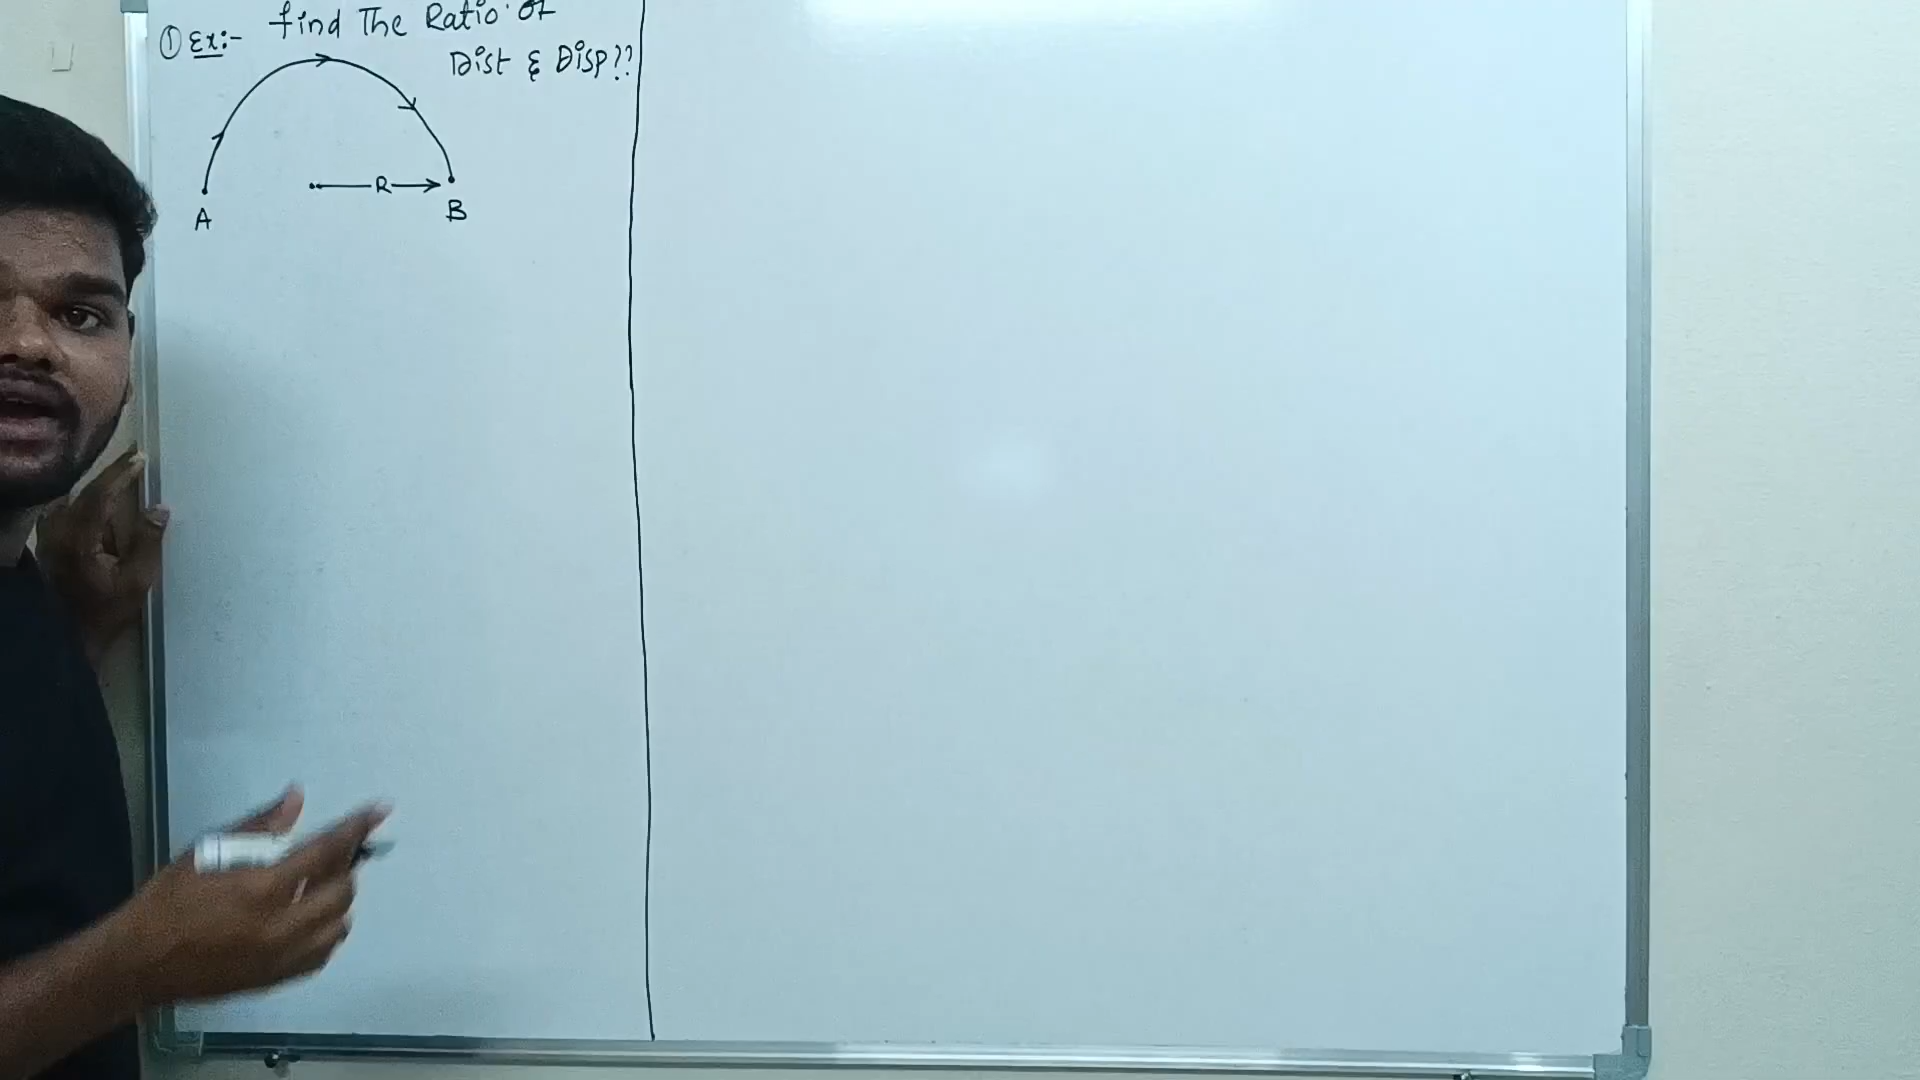 ① Ex:- find The Ratio of
Dist & Disp??
R
A
B